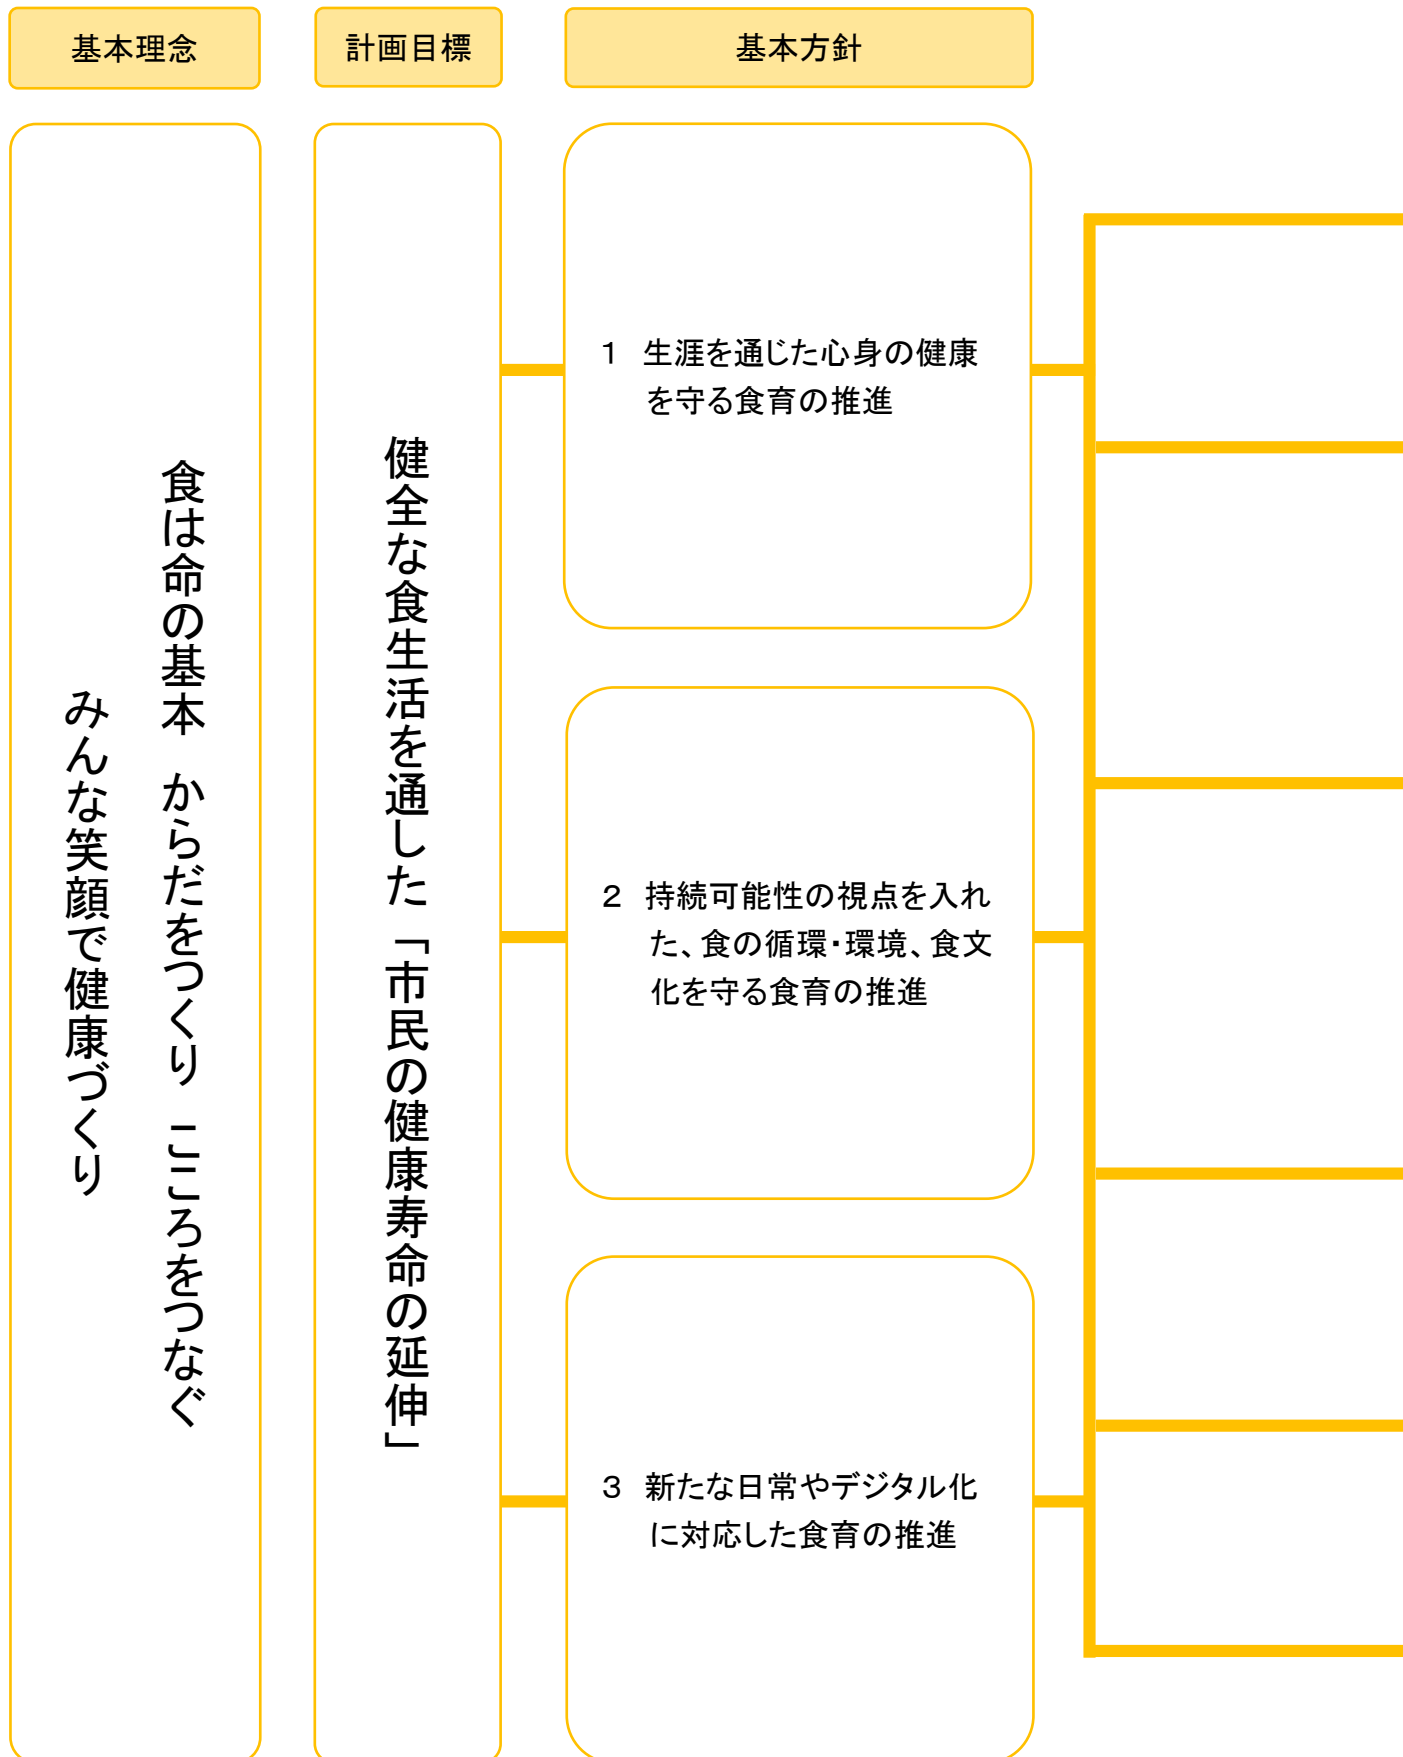 基本理念
計画目標
基本方針
食は命の基本　からだをつくり　こころをつなぐ
みんな笑顔で健康づくり
健全な食生活を通した「市民の健康寿命の延伸」
１　生涯を通じた心身の健康
を守る食育の推進
２　持続可能性の視点を入れ
た、食の循環・環境、食文
化を守る食育の推進
３　新たな日常やデジタル化
に対応した食育の推進